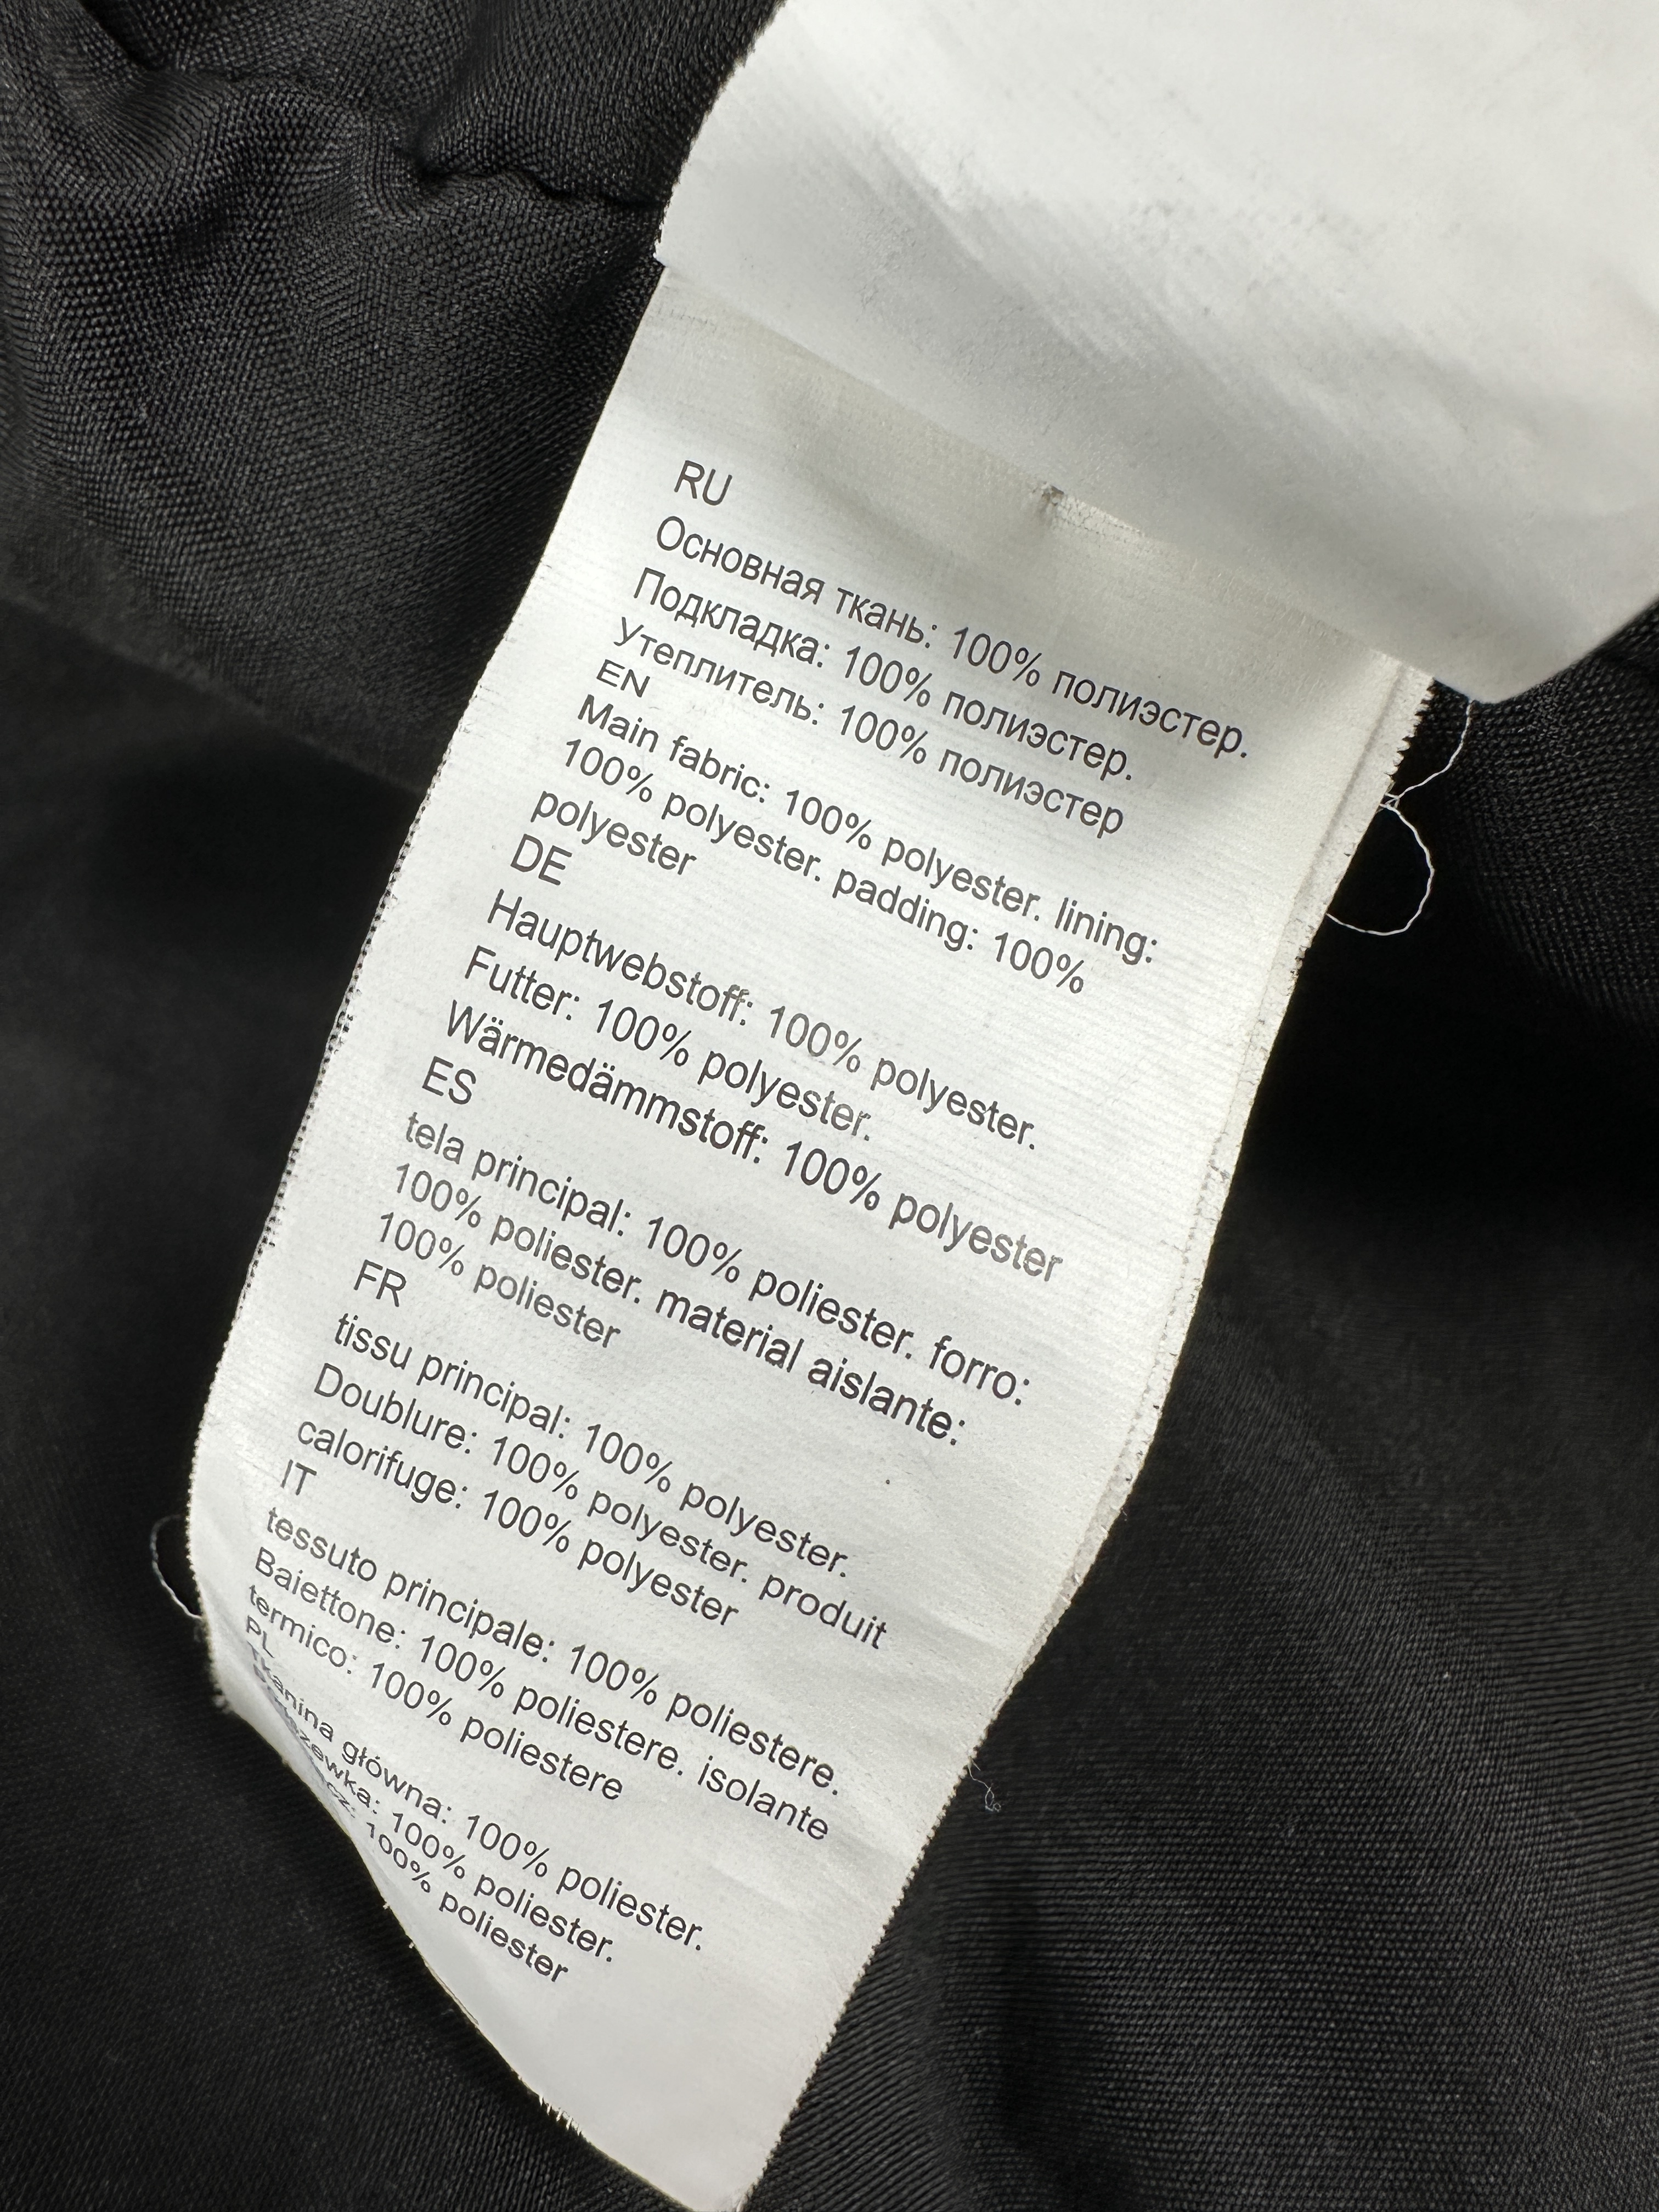 RU
Основная ткань: 100% полиэстер.
Подкладка: 100% полиэстер.
Утеплитель: 100% полиэстер
EN
Main fabric: 100% polyester. lining:
100% polyester. padding: 100%
polyester
DE
Hauptwebstoff: 100% polyester.
Futter: 100% polyester.
Wärmedämmstoff: 100% polyester
ES
tela principal: 100% poliester. forro:
100% poliester. material aislante:
100% poliester
FR
tissu principal: 100% polyester.
Doublure: 100% polyester. produit
calorifuge: 100% polyester
IT
tessuto principale: 100% poliestere.
Baiettone: 100% poliestere. isolante
termico: 100% poliestere
PL
Tkanina główna: 100% poliester.
100% poliester.
100% poliester